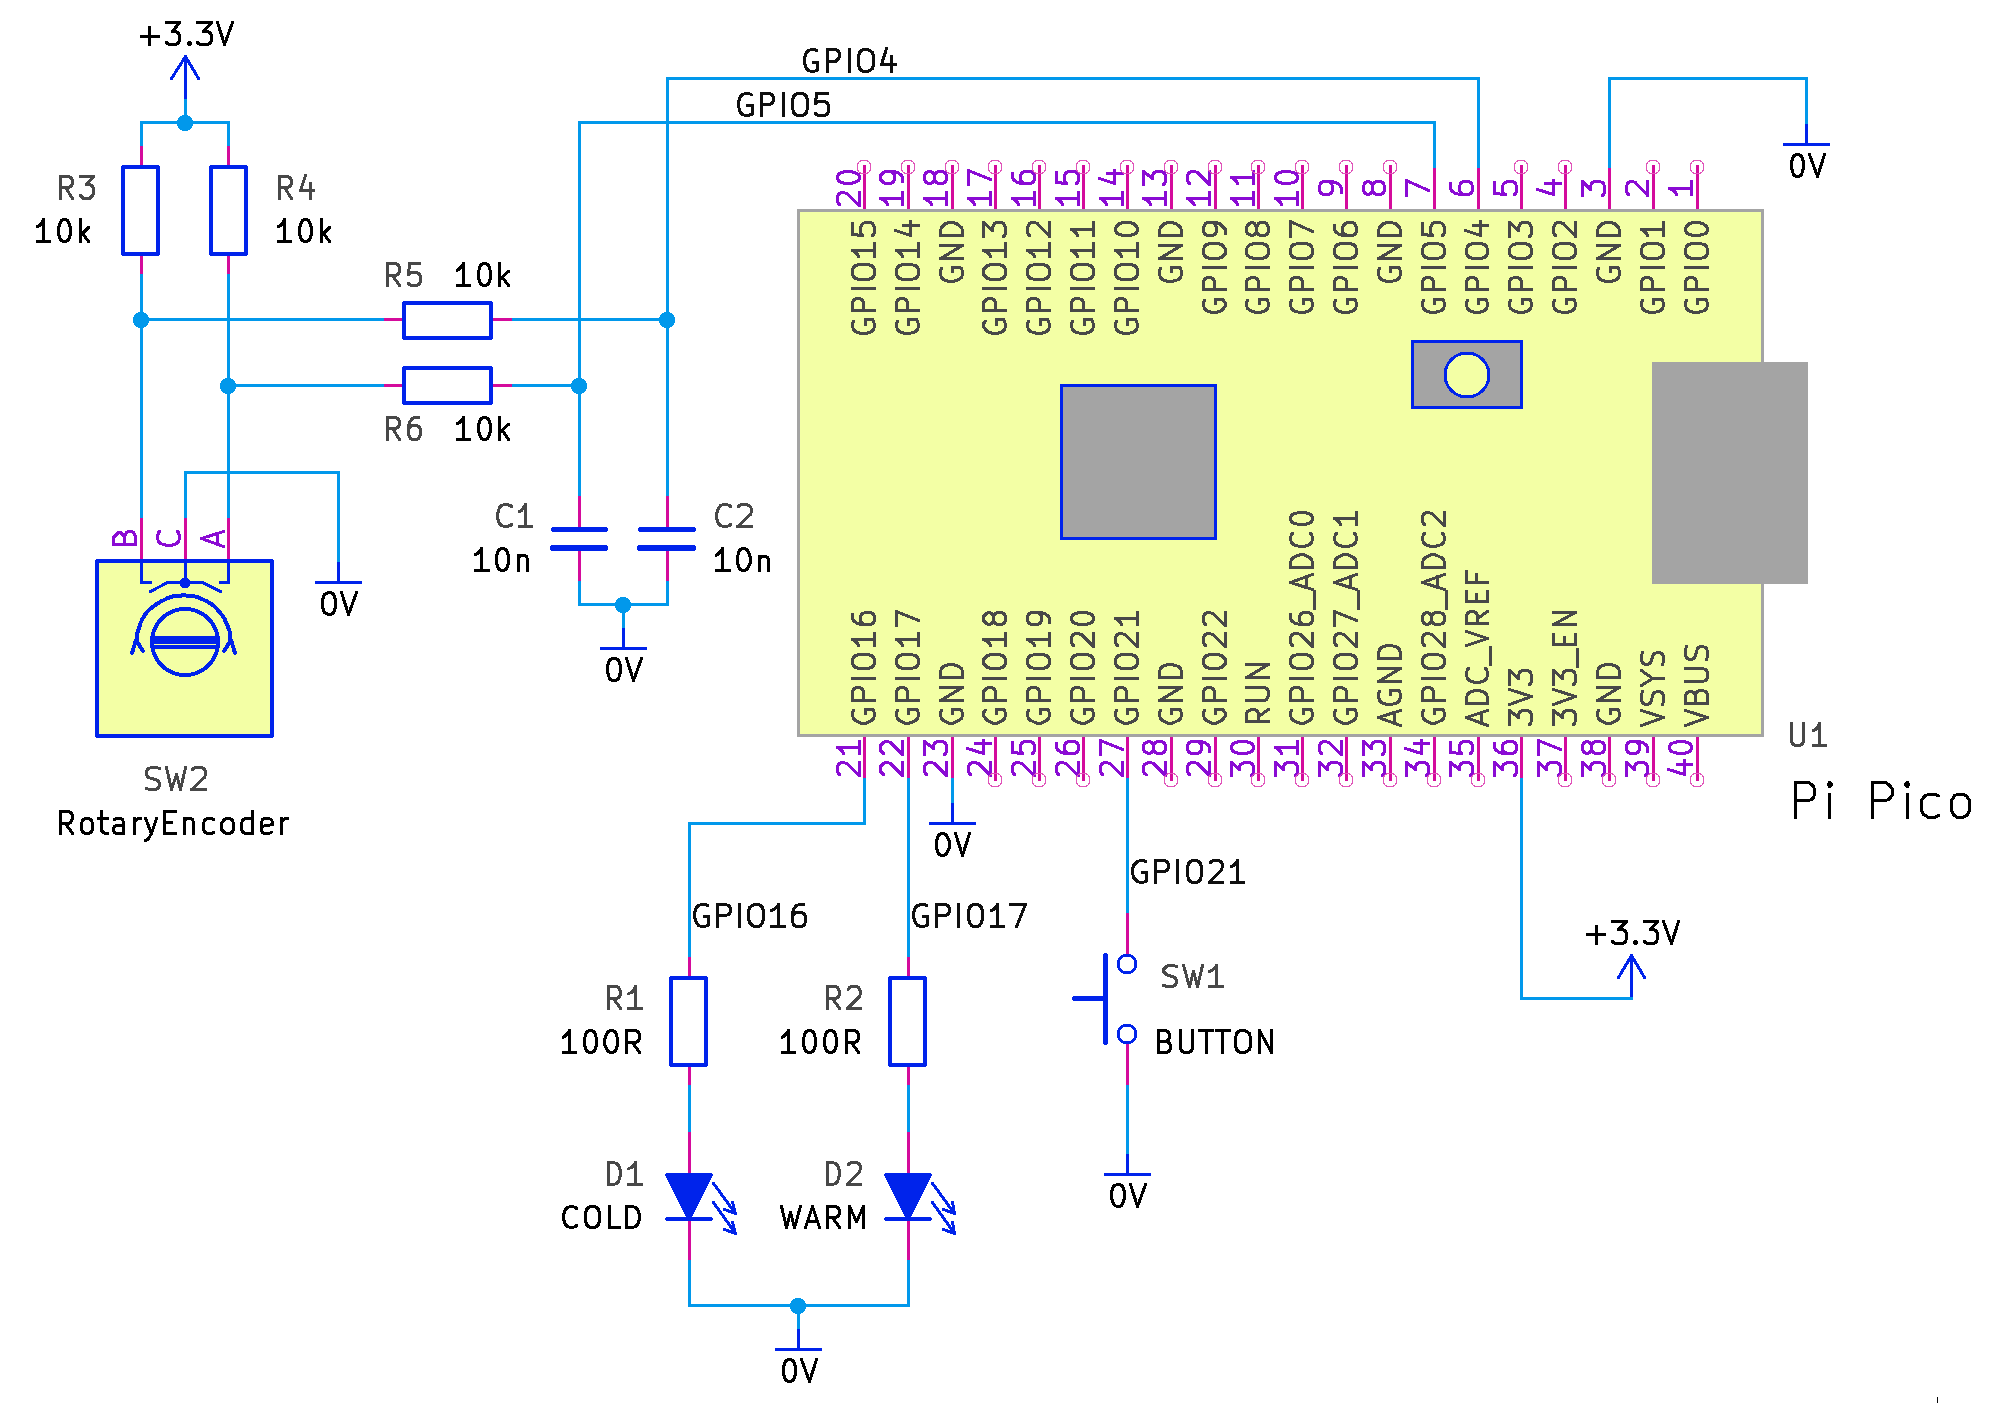 +3.3V
GPIO4
GPIO5
0V
R3
10k
R4
10k
R5 10k
R6 10k
B C A
SW2
RotaryEncoder
0V
C1
10n
C2
10n
0V
20 19 18 17 16 15 14 13 12 11 10 9 8 7 6 5 4 3 2 1
GPIO15 GPIO14 GND GPIO13 GPIO12 GPIO11 GPIO10 GND GPIO9 GPIO8 GPIO7 GPIO6 GND GPIO5 GPIO4 GPIO3 GPIO2 GND GPIO1 GPIO0
GPIO16 GPIO17 GND GPIO18 GPIO19 GPIO20 GPIO21 GND GPIO22 RUN GPIO26_ADC0 GPIO27_ADC1 AGND GPIO28_ADC2 ADC_VREF 3V3 3V3_EN GND VSYS VBUS
21 22 23 24 25 26 27 28 29 30 31 32 33 34 35 36 37 38 39 40
U1
Pi Pico
0V
GPIO16
GPIO17
GPIO21
+3.3V
R1
100R
R2
100R
SW1
BUTTON
D1
COLD
D2
WARM
0V
0V